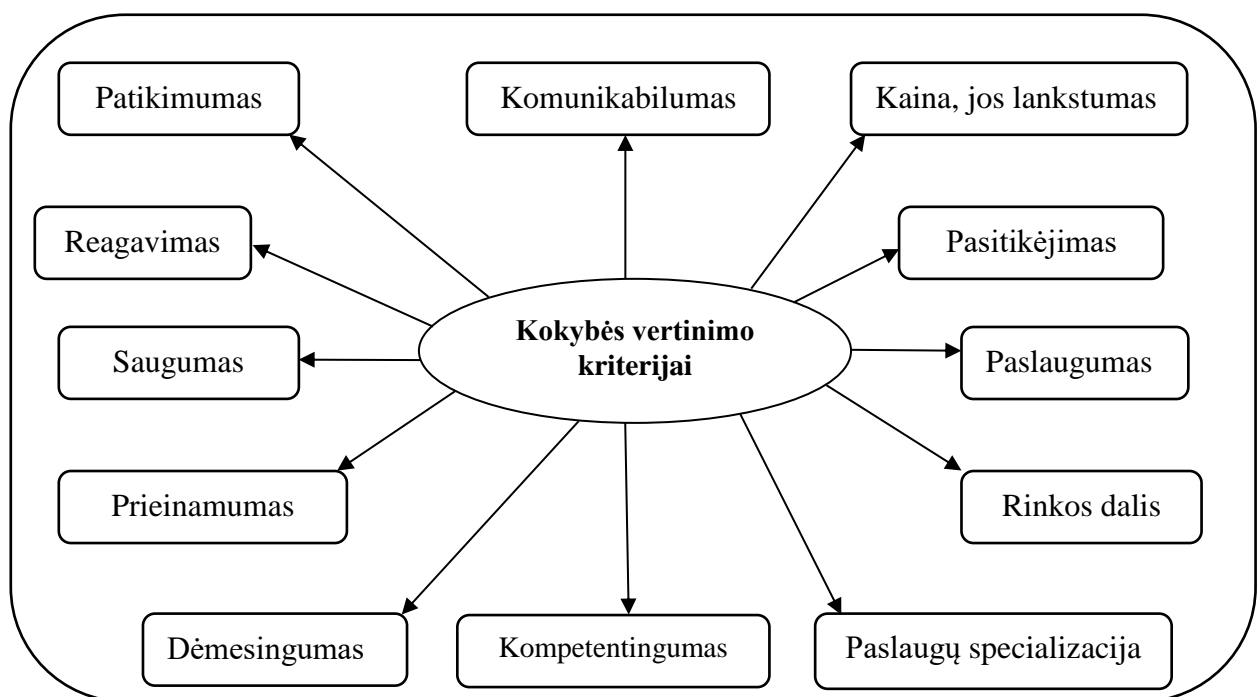 Patikimumas
Komunikabilumas
Kaina, jos lankstumas
Reagavimas
Pasitikėjimas
Kokybės vertinimo
kriterijai
Saugumas
Paslaugumas
Prieinamumas
Rinkos dalis
Dėmesingumas
Kompetentingumas
Paslaugų specializacija